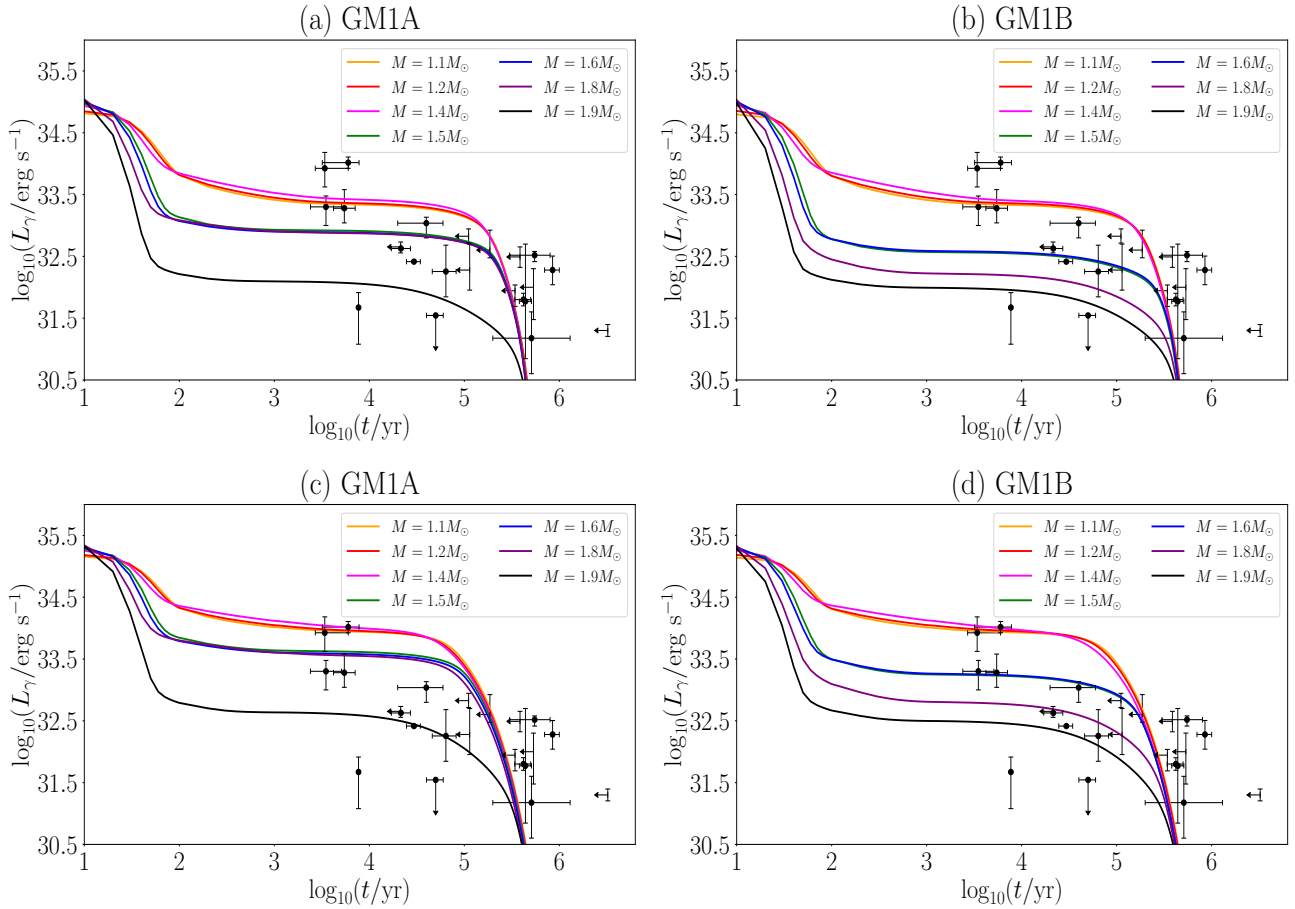 (a) GM1A
35.5
34.5
33.5
32.5
31.5
30.5
log₁₀(Lᵧ/erg s⁻¹)
M = 1.1M⊙
M = 1.2M⊙
M = 1.4M⊙
M = 1.5M⊙
M = 1.6M⊙
M = 1.8M⊙
M = 1.9M⊙
1 2 3 4 5 6
log₁₀(t/yr)
(b) GM1B
35.5
34.5
33.5
32.5
31.5
30.5
log₁₀(Lᵧ/erg s⁻¹)
M = 1.1M⊙
M = 1.2M⊙
M = 1.4M⊙
M = 1.5M⊙
M = 1.6M⊙
M = 1.8M⊙
M = 1.9M⊙
1 2 3 4 5 6
log₁₀(t/yr)
(c) GM1A
35.5
34.5
33.5
32.5
31.5
30.5
log₁₀(Lᵧ/erg s⁻¹)
M = 1.1M⊙
M = 1.2M⊙
M = 1.4M⊙
M = 1.5M⊙
M = 1.6M⊙
M = 1.8M⊙
M = 1.9M⊙
1 2 3 4 5 6
log₁₀(t/yr)
(d) GM1B
35.5
34.5
33.5
32.5
31.5
30.5
log₁₀(Lᵧ/erg s⁻¹)
M = 1.1M⊙
M = 1.2M⊙
M = 1.4M⊙
M = 1.5M⊙
M = 1.6M⊙
M = 1.8M⊙
M = 1.9M⊙
1 2 3 4 5 6
log₁₀(t/yr)